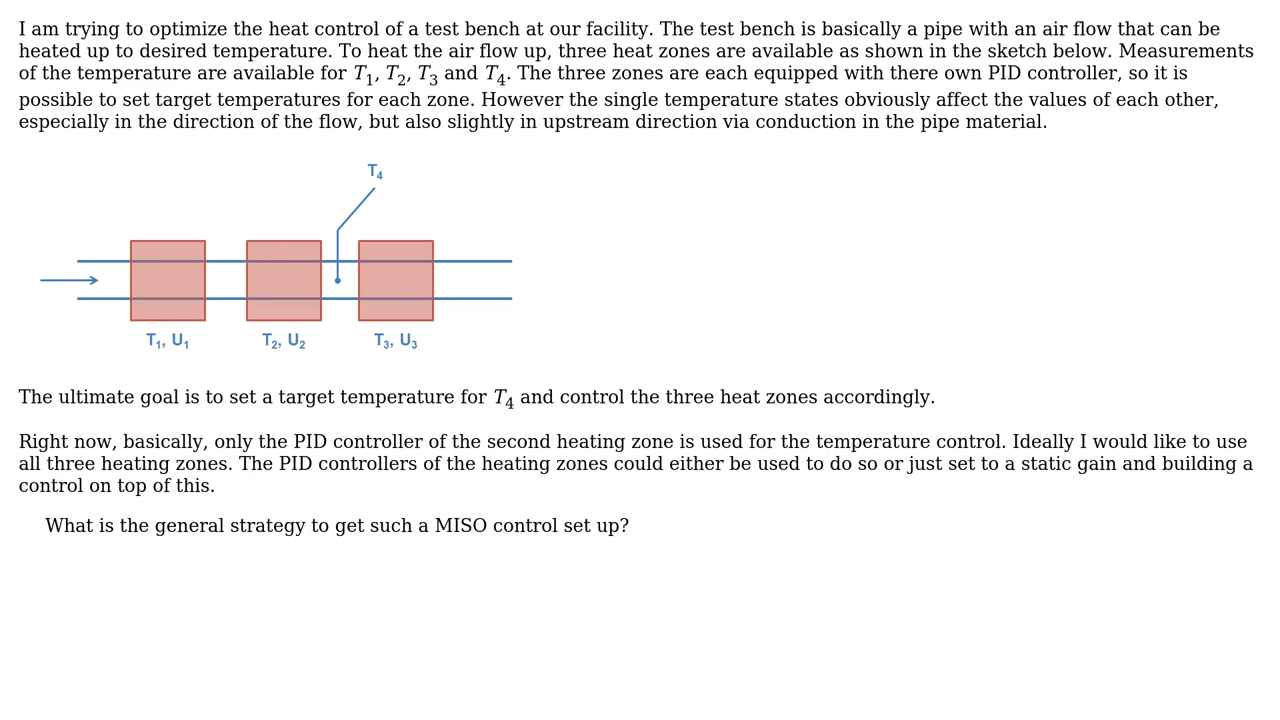 I am trying to optimize the heat control of a test bench at our facility. The test bench is basically a pipe with an air flow that can be
heated up to desired temperature. To heat the air flow up, three heat zones are available as shown in the sketch below. Measurements
of the temperature are available for T₁, T₂, T₃ and T₄. The three zones are each equipped with there own PID controller, so it is
possible to set target temperatures for each zone. However the single temperature states obviously affect the values of each other,
especially in the direction of the flow, but also slightly in upstream direction via conduction in the pipe material.
T₄
T₁, U₁ T₂, U₂ T₃, U₃
The ultimate goal is to set a target temperature for T₄ and control the three heat zones accordingly.
Right now, basically, only the PID controller of the second heating zone is used for the temperature control. Ideally I would like to use
all three heating zones. The PID controllers of the heating zones could either be used to do so or just set to a static gain and building a
control on top of this.
What is the general strategy to get such a MISO control set up?